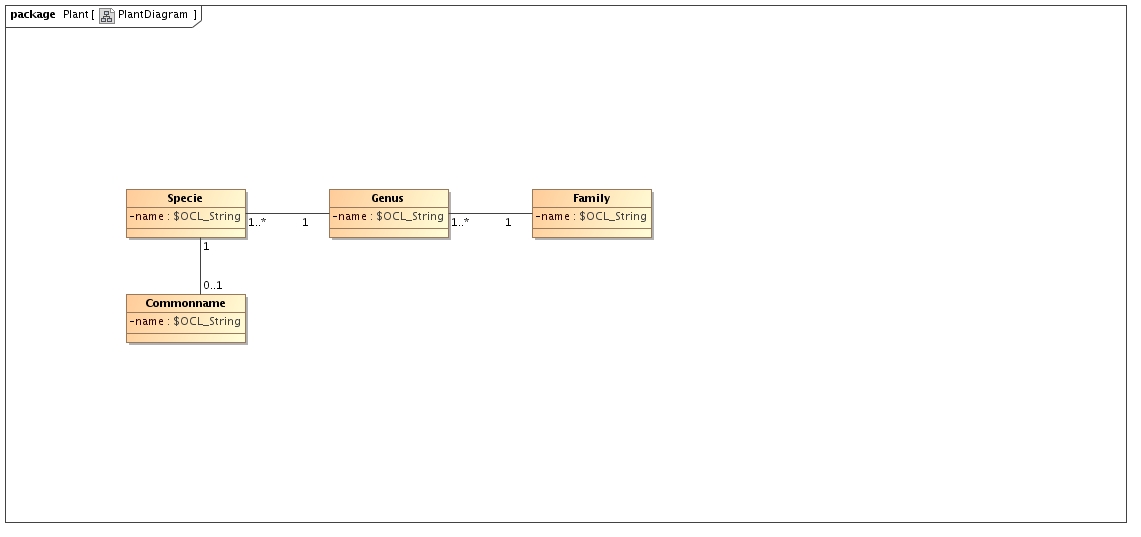 package Plant [ PlantDiagram ]
Specie
-name : $OCL_String
1..*
1
Genus
-name : $OCL_String
1..*
1
Family
-name : $OCL_String
1
0..1
Commonname
-name : $OCL_String